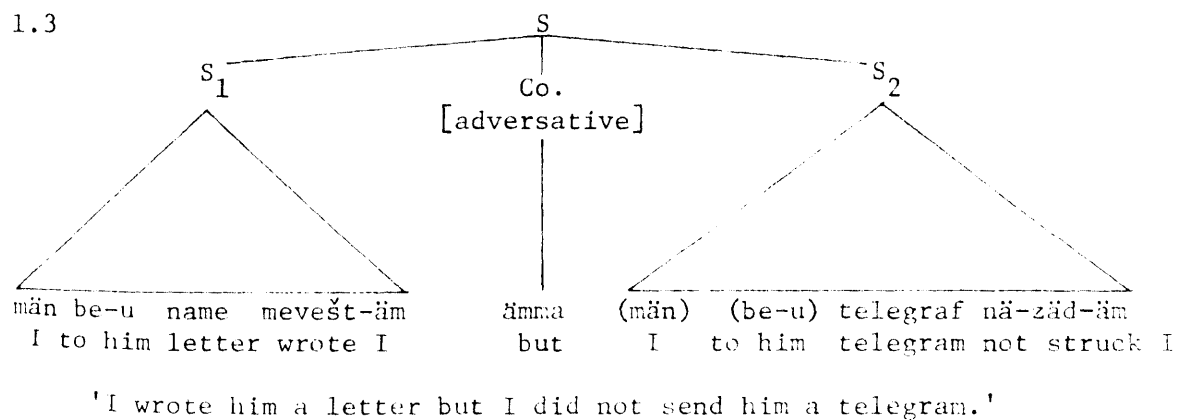 1.3
S
S1 S2
Co.
[adversative]
män be-u name mevešt-äm ämma (män) (be-u) telegraf nä-zäd-äm
I to him letter wrote I but I to him telegram not struck I
'I wrote him a letter but I did not send him a telegram.'